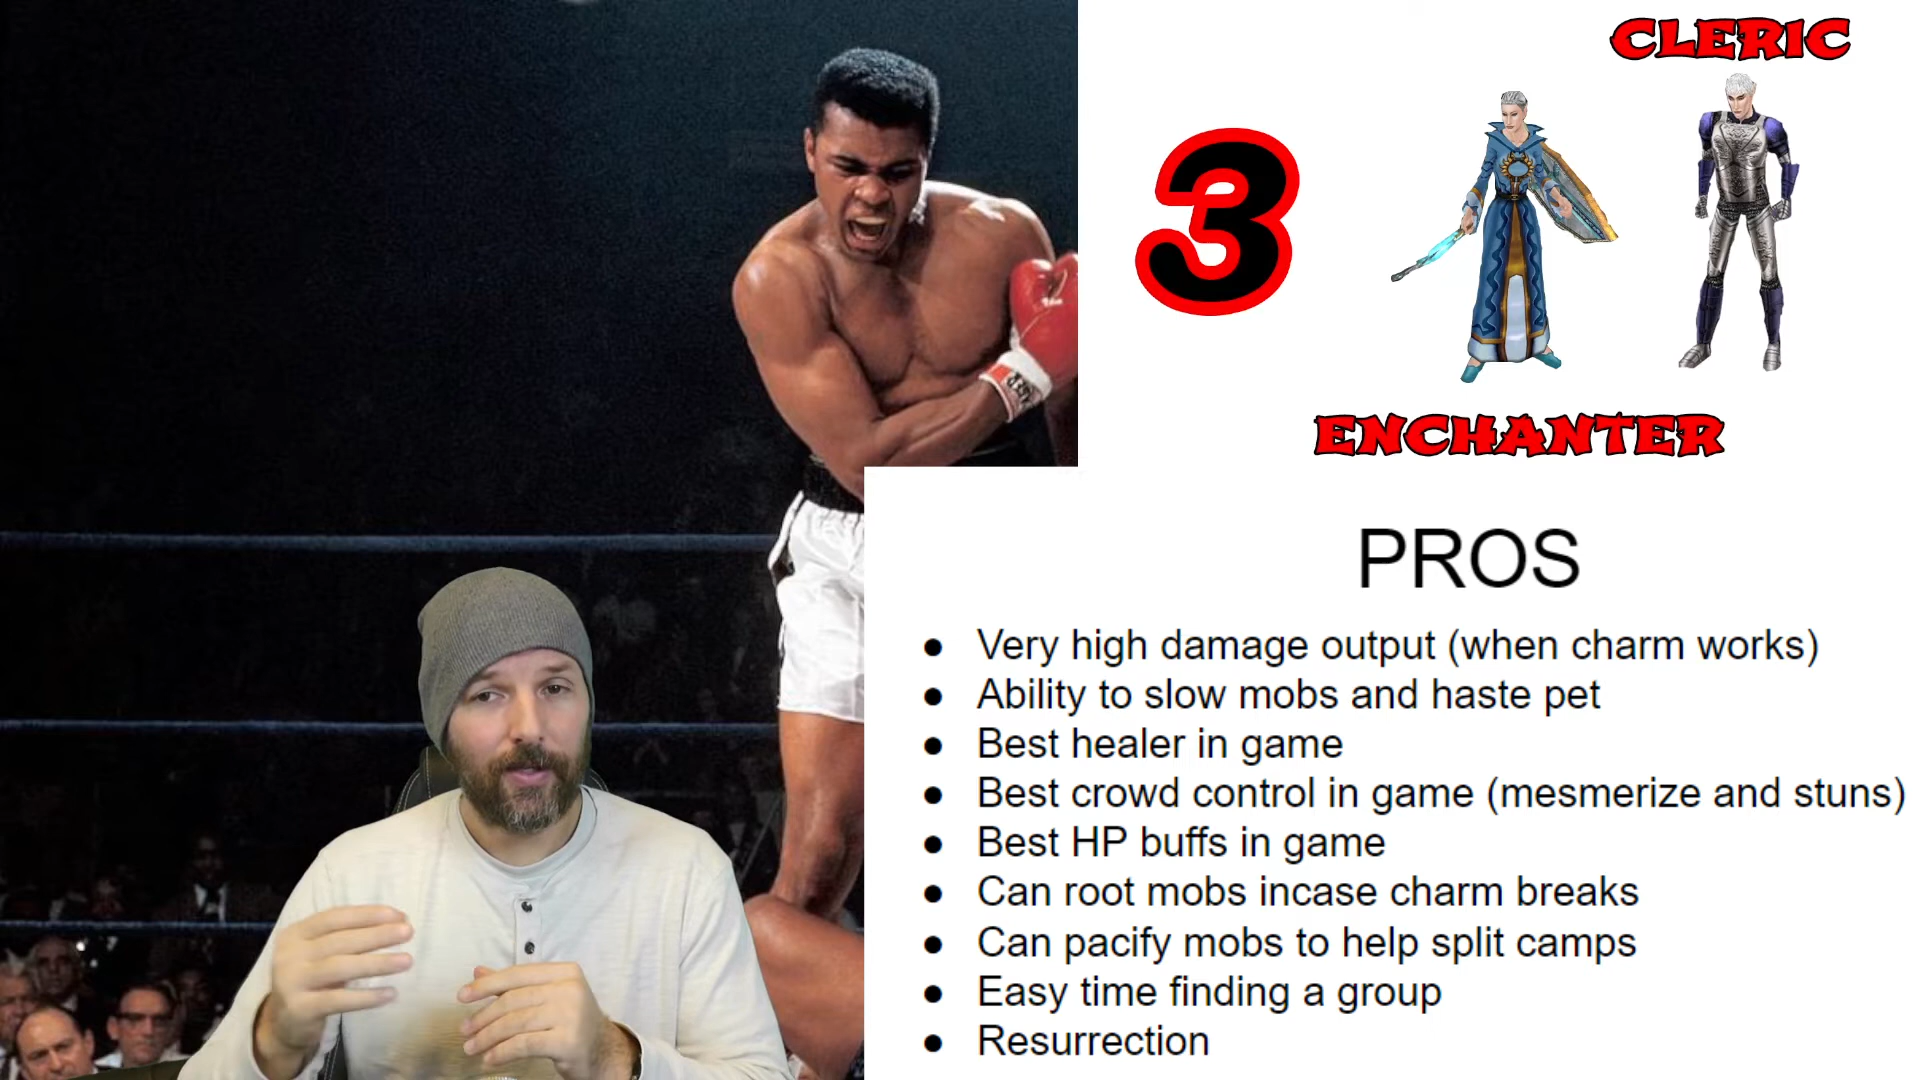 CLERIC
3
ENCHANTER
PROS
● Very high damage output (when charm works)
● Ability to slow mobs and haste pet
● Best healer in game
● Best crowd control in game (mesmerize and stuns)
● Best HP buffs in game
● Can root mobs incase charm breaks
● Can pacify mobs to help split camps
● Easy time finding a group
● Resurrection